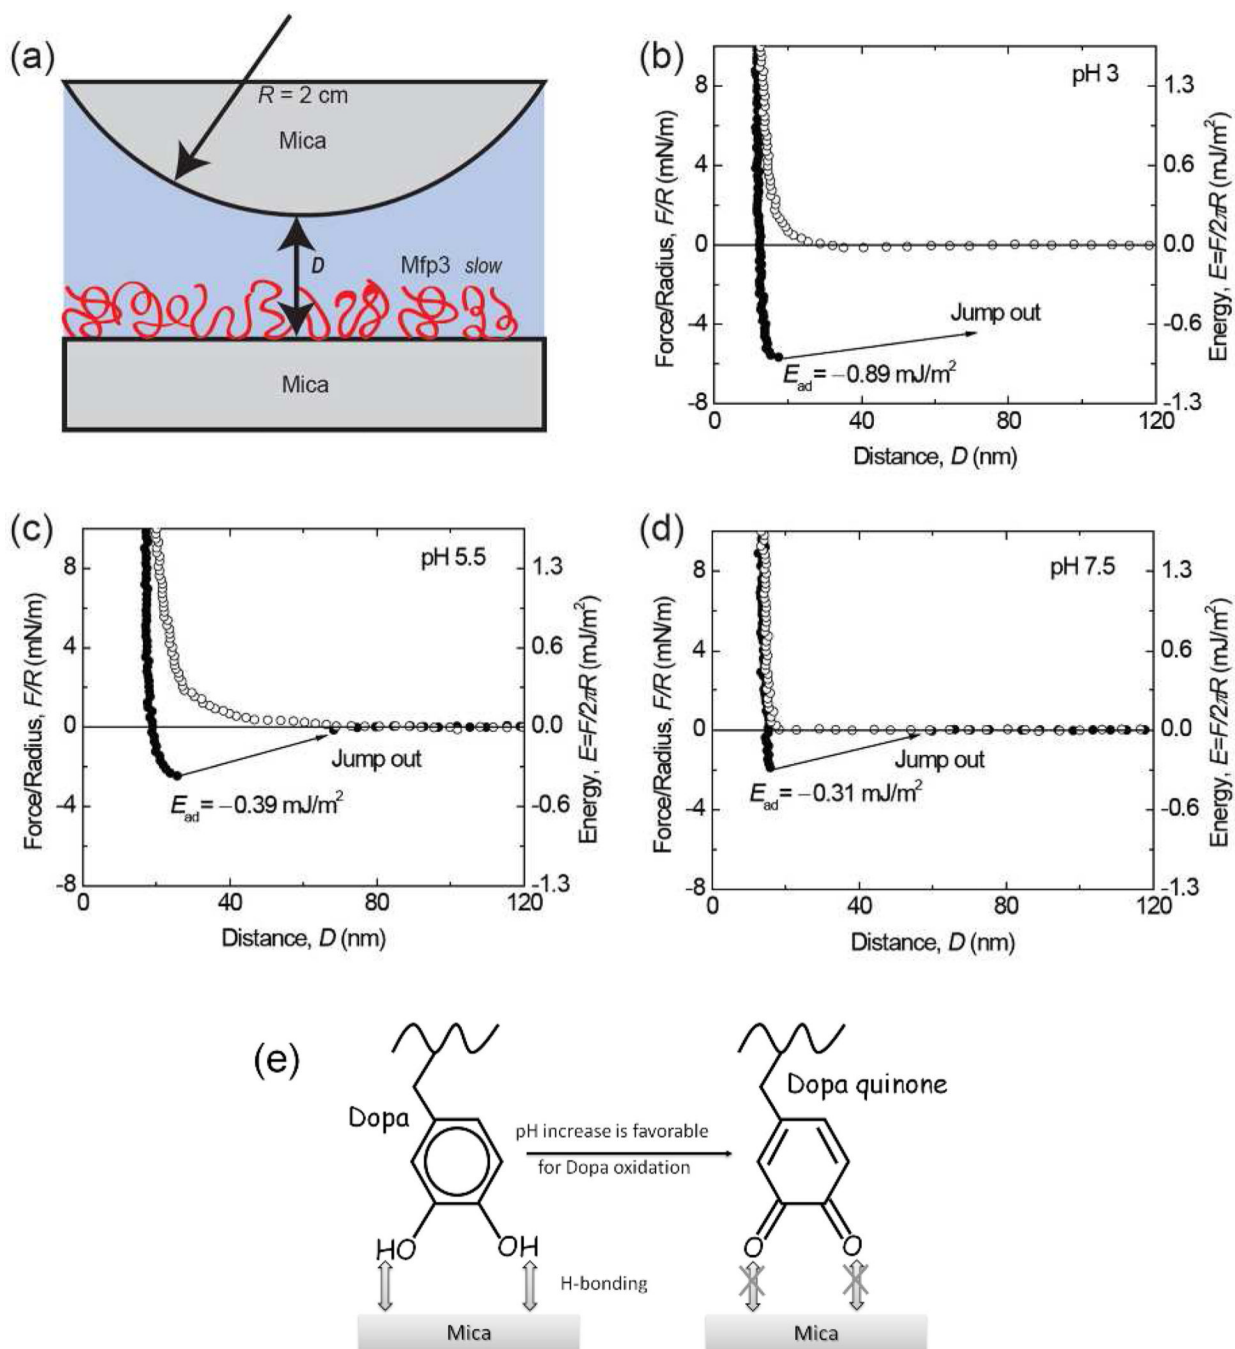 (a)
R = 2 cm
Mica
D
Mfp3 slow
Mica
(b)
pH 3
8
4
0
-4
-8
1.3
0.6
0.0
-0.6
-1.3
0
40
80
120
Force/Radius, F/R (mN/m)
Energy, E=F/2πR (mJ/m²)
Jump out
E_ad = −0.89 mJ/m²
Distance, D (nm)
(c)
pH 5.5
8
4
0
-4
-8
1.3
0.6
0.0
-0.6
-1.3
0
40
80
120
Force/Radius, F/R (mN/m)
Energy, E=F/2πR (mJ/m²)
Jump out
E_ad = −0.39 mJ/m²
Distance, D (nm)
(d)
pH 7.5
8
4
0
-4
-8
1.3
0.6
0.0
-0.6
-1.3
0
40
80
120
Force/Radius, F/R (mN/m)
Energy, E=F/2πR (mJ/m²)
Jump out
E_ad = −0.31 mJ/m²
Distance, D (nm)
(e)
Dopa
pH increase is favorable
for Dopa oxidation
Dopa quinone
HO
OH
O
O
H-bonding
Mica
Mica